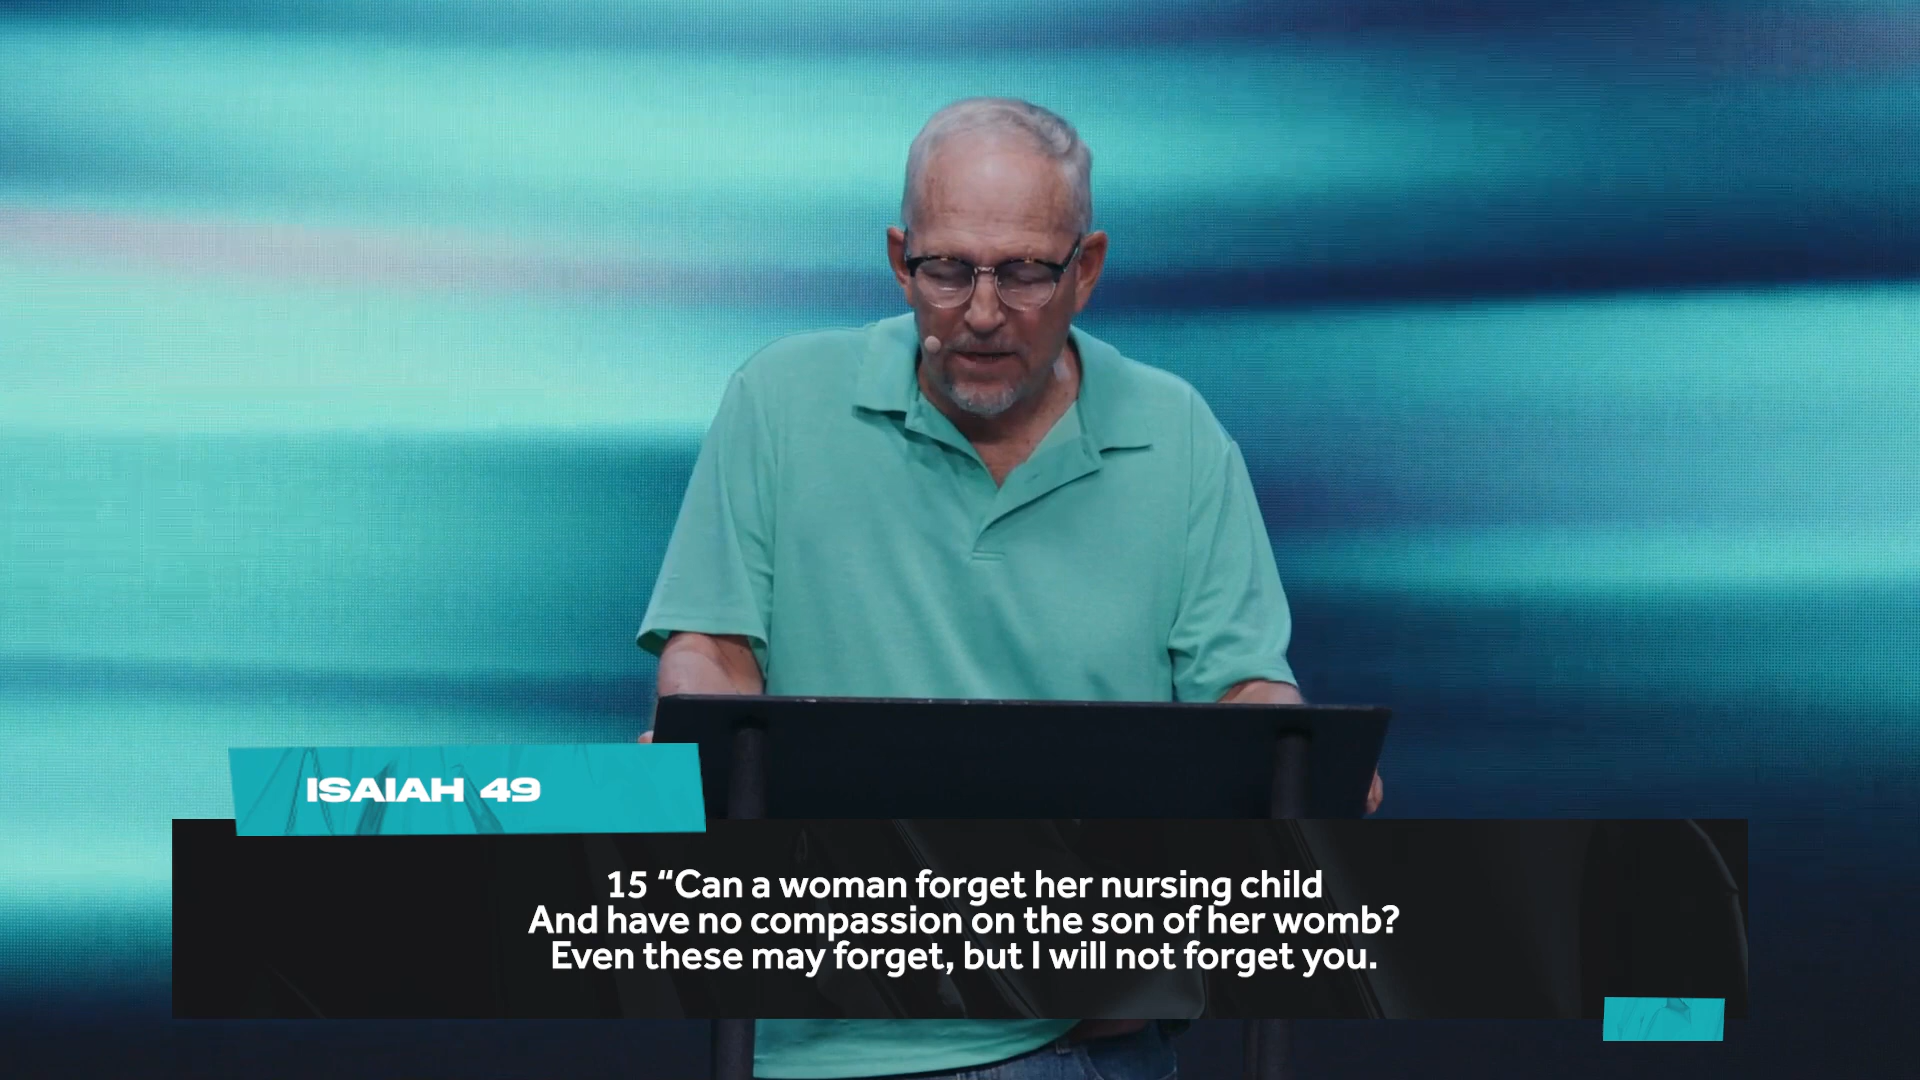 ISAIAH 49
15 “Can a woman forget her nursing child
And have no compassion on the son of her womb?
Even these may forget, but I will not forget you.